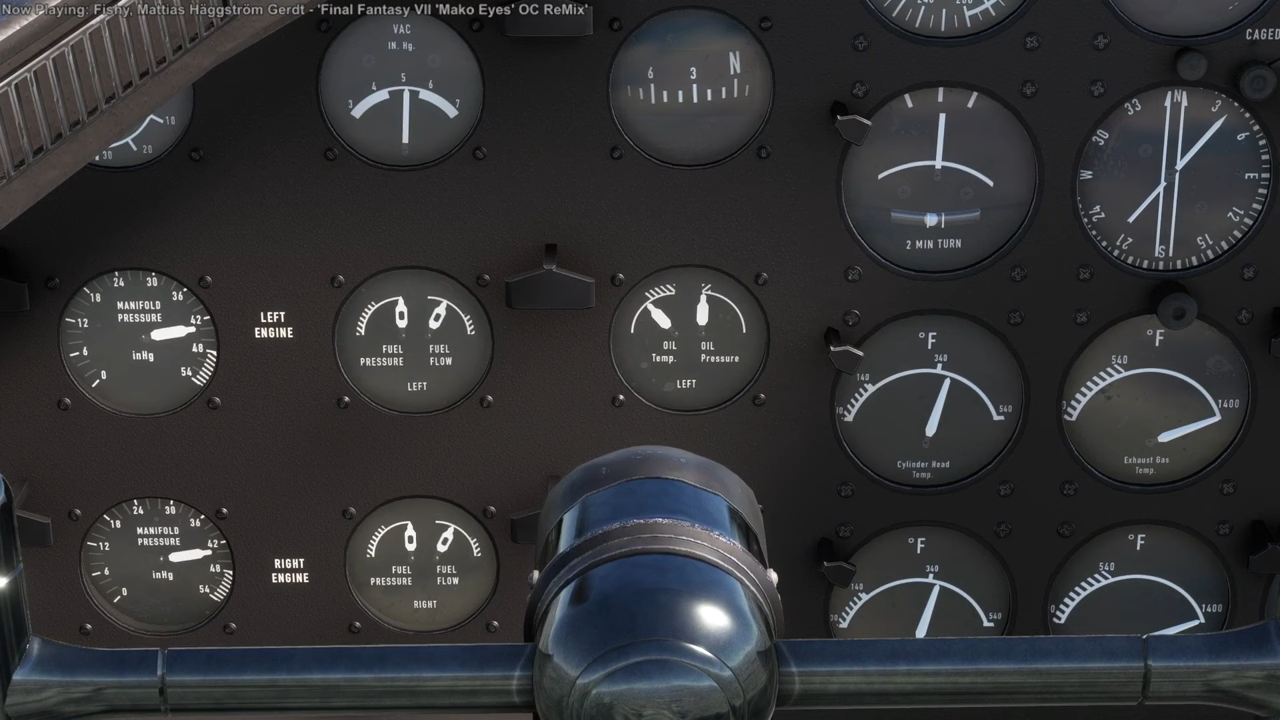 Now Playing: Fishy, Mattias Häggström Gerdt - 'Final Fantasy VII 'Mako Eyes' OC ReMix'
CAGED
VAC
IN. Hg.
3 4 5 6 7
6 3 N
30 20 10
2 MIN TURN
N 3 6 E 12 15 S 21 24 W 30 33
MANIFOLD
PRESSURE
inHg
0 6 12 18 24 30 36 42 48 54
LEFT
ENGINE
FUEL
PRESSURE
FUEL
FLOW
LEFT
OIL
Temp.
OIL
Pressure
LEFT
°F
140 340 540
Cylinder Head
Temp.
°F
540 1400
Exhaust Gas
Temp.
MANIFOLD
PRESSURE
inHg
0 6 12 18 24 30 36 42 48 54
RIGHT
ENGINE
FUEL
PRESSURE
FUEL
FLOW
RIGHT
°F
140 340 540
°F
540 1400